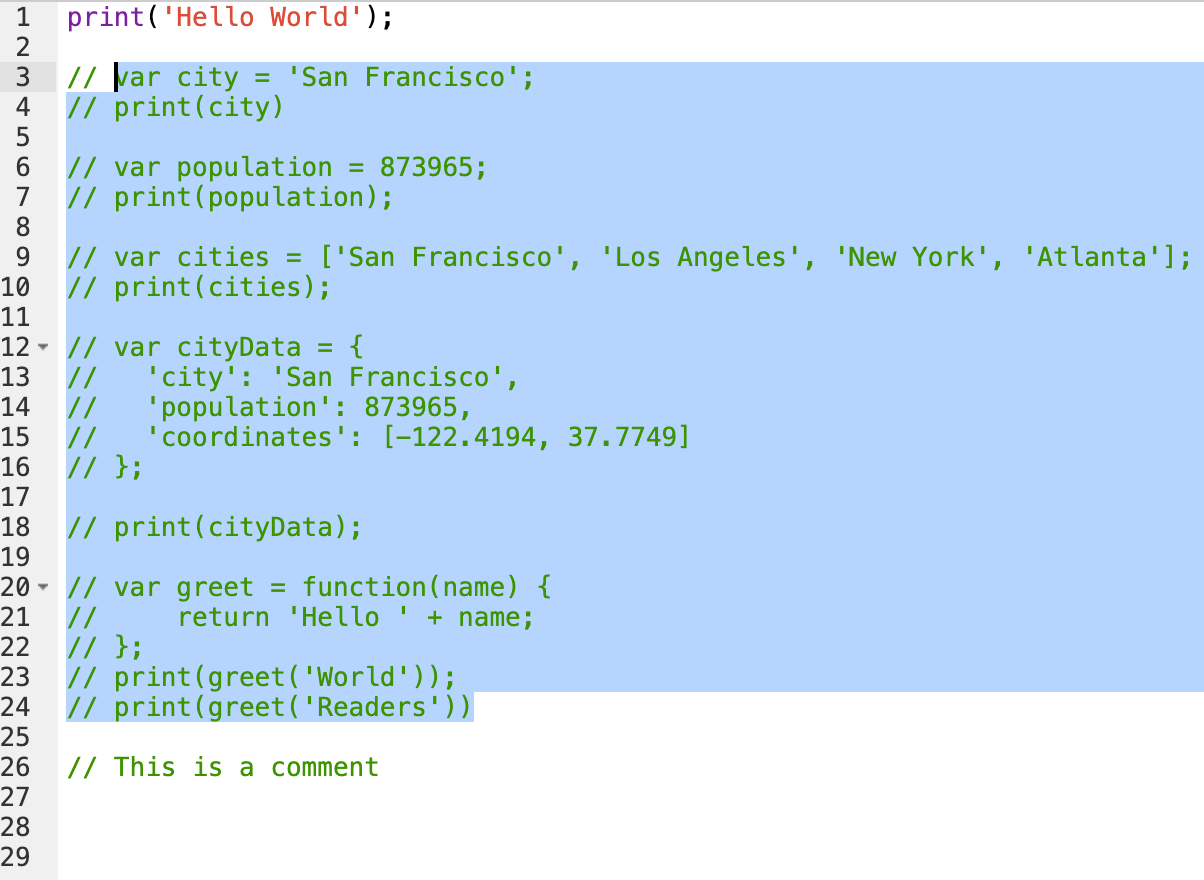 1 print('Hello World');
2
3 // var city = 'San Francisco';
4 // print(city)
5
6 // var population = 873965;
7 // print(population);
8
9 // var cities = ['San Francisco', 'Los Angeles', 'New York', 'Atlanta'];
10 // print(cities);
11
12 // var cityData = {
13 //   'city': 'San Francisco',
14 //   'population': 873965,
15 //   'coordinates': [-122.4194, 37.7749]
16 // };
17
18 // print(cityData);
19
20 // var greet = function(name) {
21 //     return 'Hello ' + name;
22 // };
23 // print(greet('World'));
24 // print(greet('Readers'))
25
26 // This is a comment
27
28
29